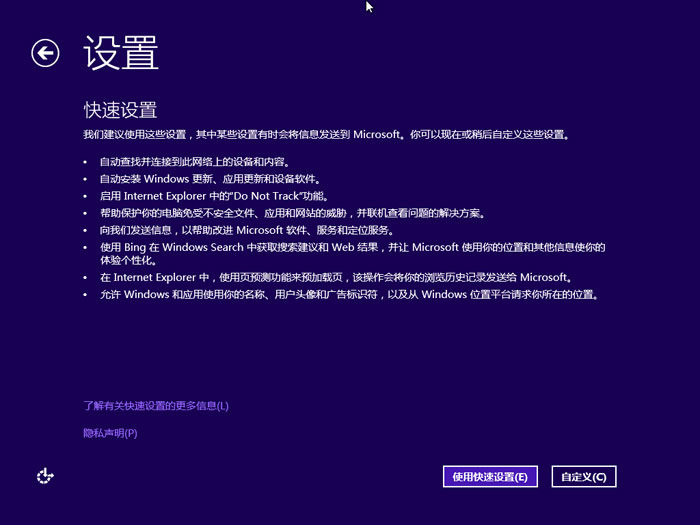 设置
快速设置
我们建议使用这些设置，其中某些设置有时会将信息发送到 Microsoft。你可以现在或稍后自定义这些设置。
• 自动查找并连接到此网络上的设备和内容。
• 自动安装 Windows 更新、应用更新和设备软件。
• 启用 Internet Explorer 中的"Do Not Track"功能。
• 帮助保护你的电脑免受不安全文件、应用和网站的威胁，并联机查看问题的解决方案。
• 向我们发送信息，以帮助改进 Microsoft 软件、服务和定位服务。
• 使用 Bing 在 Windows Search 中获取搜索建议和 Web 结果，并让 Microsoft 使用你的位置和其他信息使你的
体验个性化。
• 在 Internet Explorer 中，使用页预测功能来预加载页，该操作会将你的浏览历史记录发送给 Microsoft。
• 允许 Windows 和应用使用你的名称、用户头像和广告标识符，以及从 Windows 位置平台请求你所在的位置。
了解有关快速设置的更多信息(L)
隐私声明(P)
使用快速设置(E)
自定义(C)